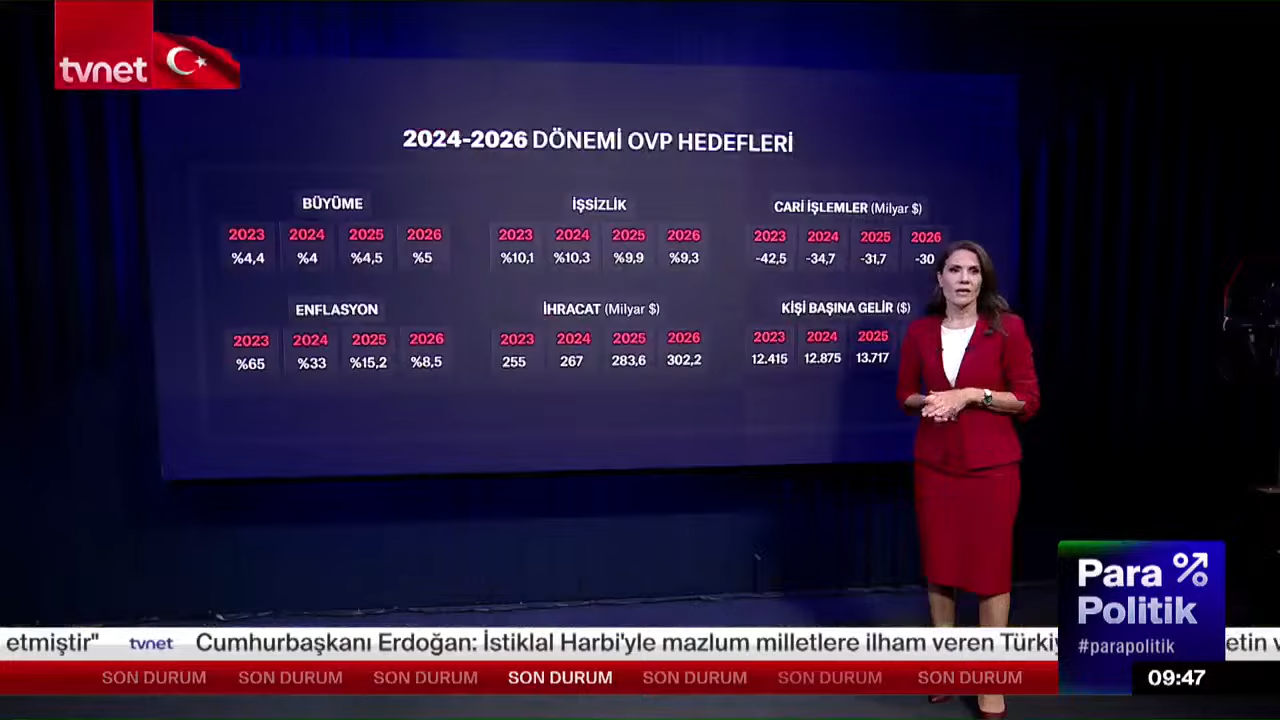 tvnet
2024-2026 DÖNEMİ OVP HEDEFLERİ
BÜYÜME
2023 2024 2025 2026
%4,4 %4 %4,5 %5
İŞSİZLİK
2023 2024 2025 2026
%10,1 %10,3 %9,9 %9,3
CARİ İŞLEMLER (Milyar $)
2023 2024 2025 2026
-42,5 -34,7 -31,7 -30
ENFLASYON
2023 2024 2025 2026
%65 %33 %15,2 %8,5
İHRACAT (Milyar $)
2023 2024 2025 2026
255 267 283,6 302,2
KİŞİ BAŞINA GELİR ($)
2023 2024 2025
12.415 12.875 13.717
Para %
Politik
#parapolitik
etmiştir" tvnet Cumhurbaşkanı Erdoğan: İstiklal Harbi'yle mazlum milletlere ilham veren Türkiy etin v
SON DURUM SON DURUM SON DURUM SON DURUM SON DURUM SON DURUM SON DURUM
09:47